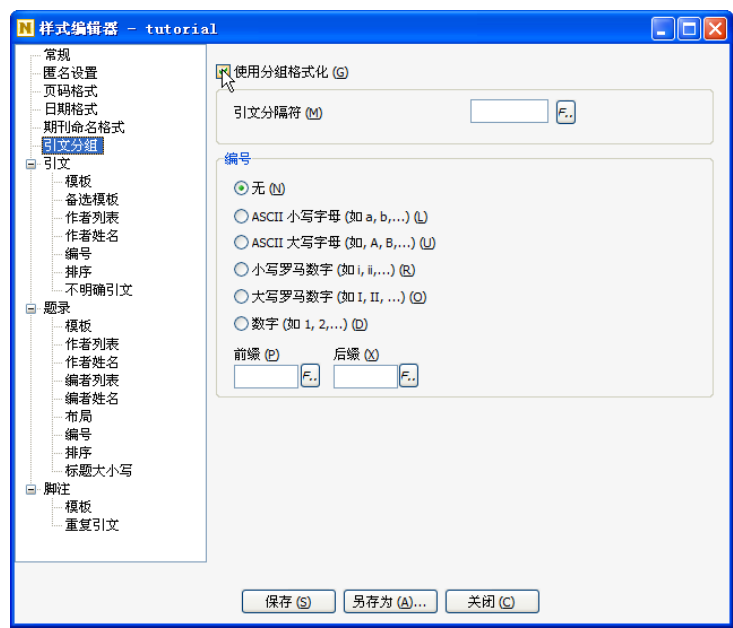 样式编辑器 - tutorial
常规
匿名设置
页码格式
日期格式
期刊命名格式
引文分组
引文
模板
备选模板
作者列表
作者姓名
编号
排序
不明确引文
题录
模板
作者列表
作者姓名
编者列表
编者姓名
布局
编号
排序
标题大小写
脚注
模板
重复引文
使用分组格式化 (G)
引文分隔符 (M)
F..
编号
无 (N)
ASCII 小写字母 (如 a, b,...) (L)
ASCII 大写字母 (如, A, B,...) (U)
小写罗马数字 (如 i, ii,...) (R)
大写罗马数字 (如 I, II, ...) (O)
数字 (如 1, 2,...) (D)
前缀 (P) 后缀 (X)
F.. F..
保存 (S) 另存为 (A)... 关闭 (C)